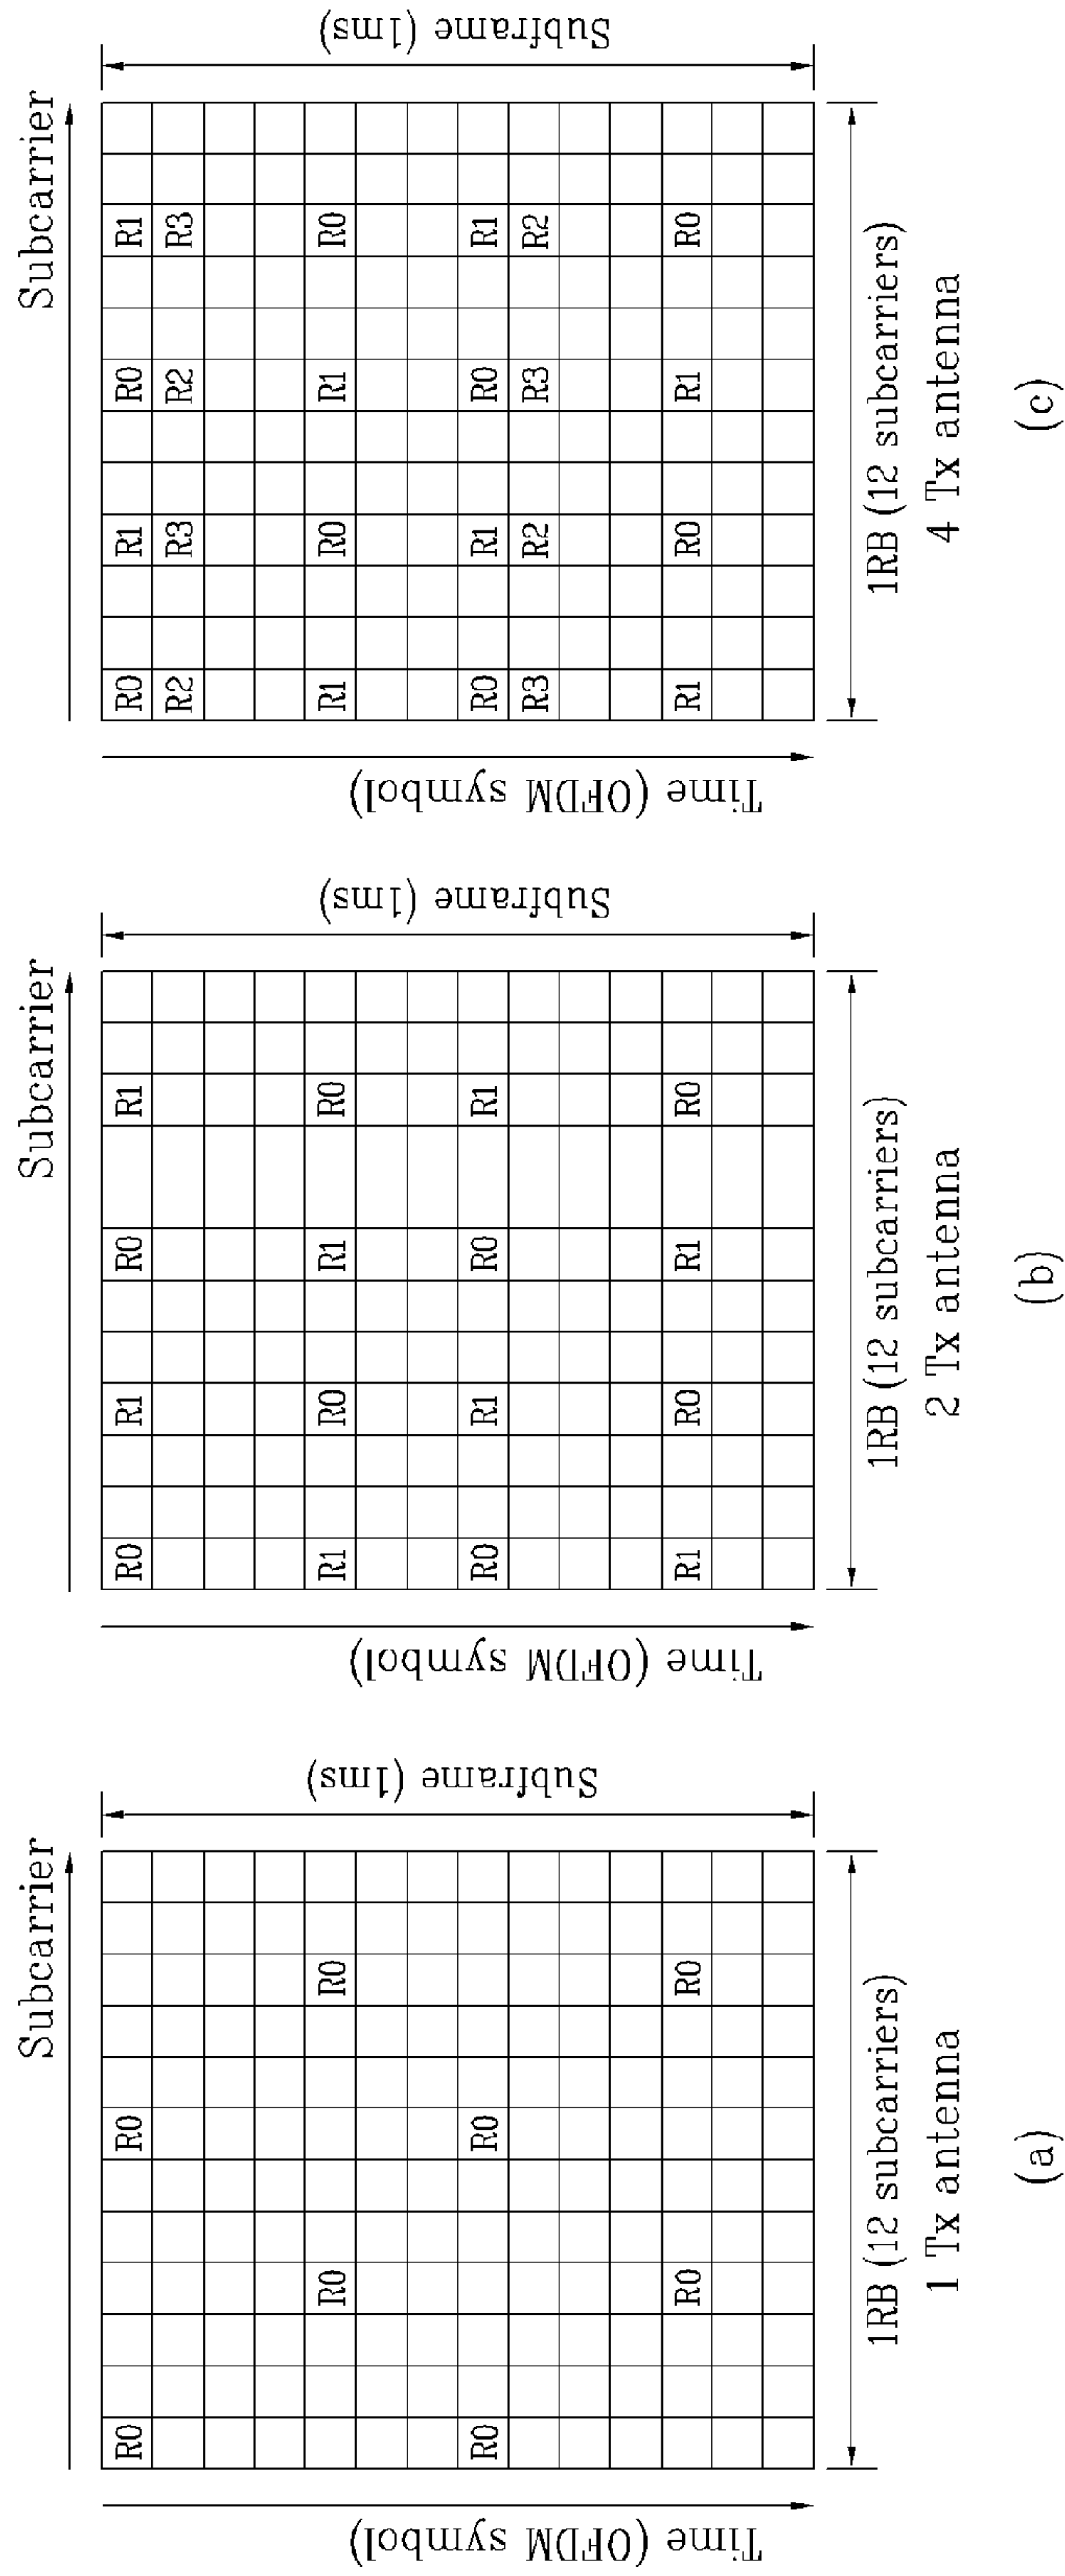 Subcarrier
Time (OFDM symbol)
Subframe (1ms)
R0 R0
R0 R0
R0 R0
R0 R0
1RB (12 subcarriers)
1 Tx antenna
(a)
Subcarrier
Time (OFDM symbol)
Subframe (1ms)
R0 R1 R0 R1
R1 R0 R1 R0
R0 R1 R0 R1
R1 R0 R1 R0
1RB (12 subcarriers)
2 Tx antenna
(b)
Subcarrier
Time (OFDM symbol)
Subframe (1ms)
R0 R1 R0 R1
R2 R3 R2 R3
R1 R0 R1 R0
R0 R1 R0 R1
R3 R2 R3 R2
R1 R0 R1 R0
1RB (12 subcarriers)
4 Tx antenna
(c)